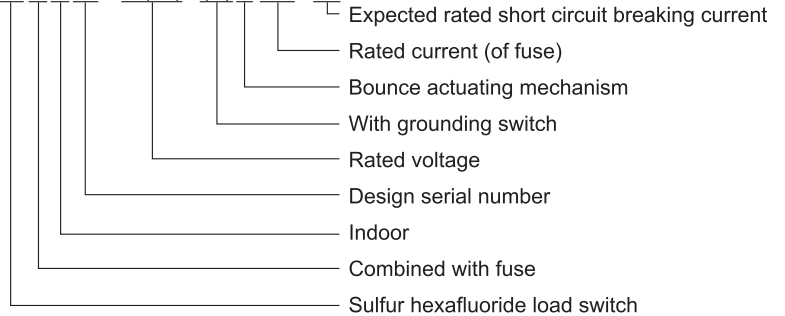 Expected rated short circuit breaking current
Rated current (of fuse)
Bounce actuating mechanism
With grounding switch
Rated voltage
Design serial number
Indoor
Combined with fuse
Sulfur hexafluoride load switch